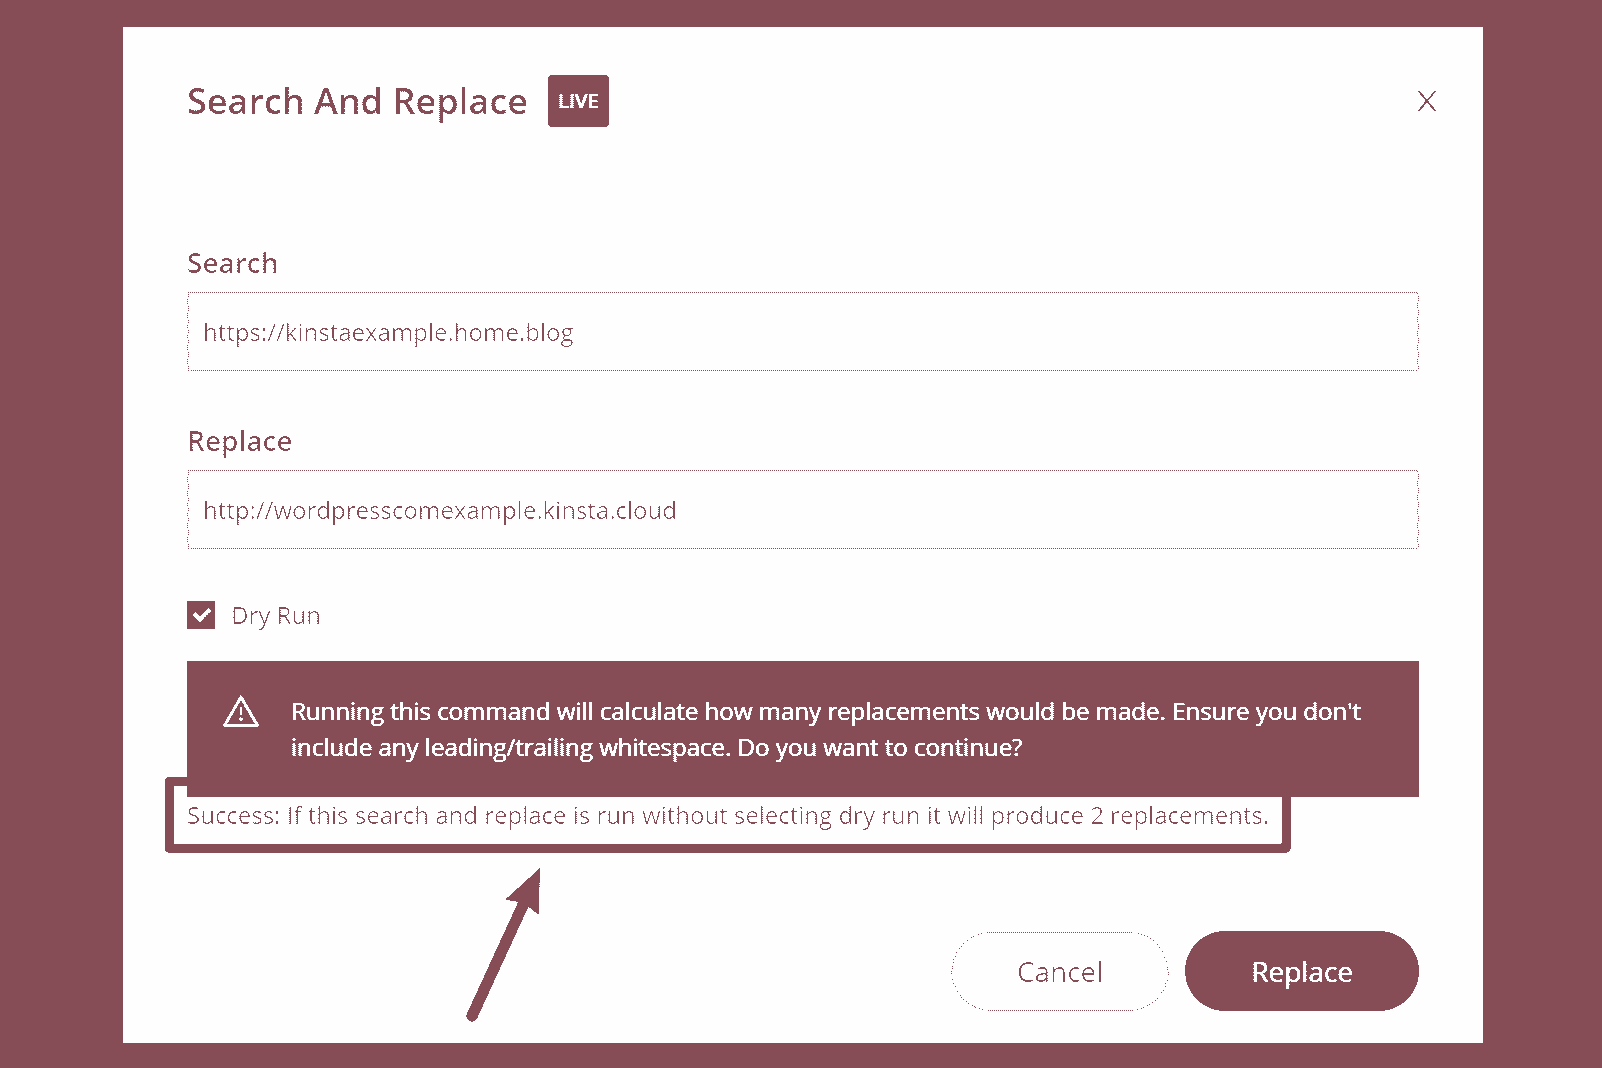 Search And Replace LIVE X
Search
https://kinstaexample.home.blog
Replace
http://wordpresscomexample.kinsta.cloud
Dry Run
Running this command will calculate how many replacements would be made. Ensure you don't
include any leading/trailing whitespace. Do you want to continue?
Success: If this search and replace is run without selecting dry run it will produce 2 replacements.
Cancel Replace